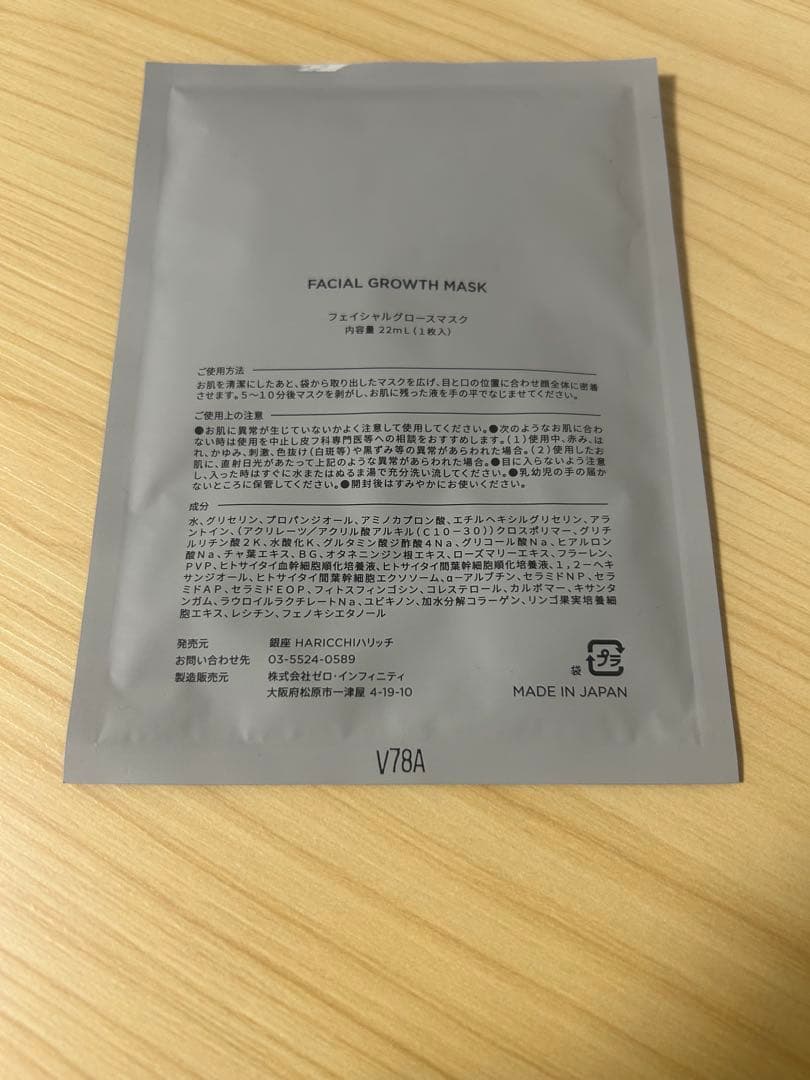 FACIAL GROWTH MASK
フェイシャルグロースマスク
内容量 22mL（1枚入）
ご使用方法
お肌を清潔にしたあと、袋から取り出したマスクを広げ、目と口の位置に合わせ顔全体に密着
させます。5〜10分後マスクを剥がし、お肌に残った液を手の平でなじませてください。
ご使用上の注意
●お肌に異常が生じていないかよく注意して使用してください。●次のようなお肌に合わ
ない時は使用を中止し皮フ科専門医等への相談をおすすめします。（1）使用中、赤み、は
れ、かゆみ、刺激、色抜け（白斑等）や黒ずみ等の異常があらわれた場合。（2）使用したお
肌に、直射日光があたって上記のような異常があらわれた場合。●目に入らないよう注意
し、入った時はすぐに水またはぬるま湯で充分洗い流してください。●乳幼児の手の届か
ないところに保管してください。●開封後はすみやかにお使いください。
成分
水、グリセリン、プロパンジオール、アミノカプロン酸、エチルヘキシルグリセリン、アラ
ントイン、（アクリレーツ/アクリル酸アルキル（C10-30））クロスポリマー、グリチ
ルリチン酸2K、水酸化K、グルタミン酸ジ酢酸4Na、グリコール酸Na、ヒアルロン
酸Na、チャ葉エキス、BG、オタネニンジン根エキス、ローズマリーエキス、フラーレン、
PVP、ヒトサイタイ血幹細胞順化培養液、ヒトサイタイ間葉幹細胞順化培養液、1,2-ヘキ
サンジオール、ヒトサイタイ間葉幹細胞エクソソーム、α-アルブチン、セラミドNP、セラ
ミドAP、セラミドEOP、フィトスフィンゴシン、コレステロール、カルボマー、キサンタ
ンガム、ラウロイルラクチレートNa、ユビキノン、加水分解コラーゲン、リンゴ果実培養細
胞エキス、レシチン、フェノキシエタノール
発売元 銀座 HARICCHIハリッチ
お問い合わせ先 03-5524-0589
製造販売元 株式会社ゼロ・インフィニティ
大阪府松原市一津屋 4-19-10
プラ
袋
MADE IN JAPAN
V78A